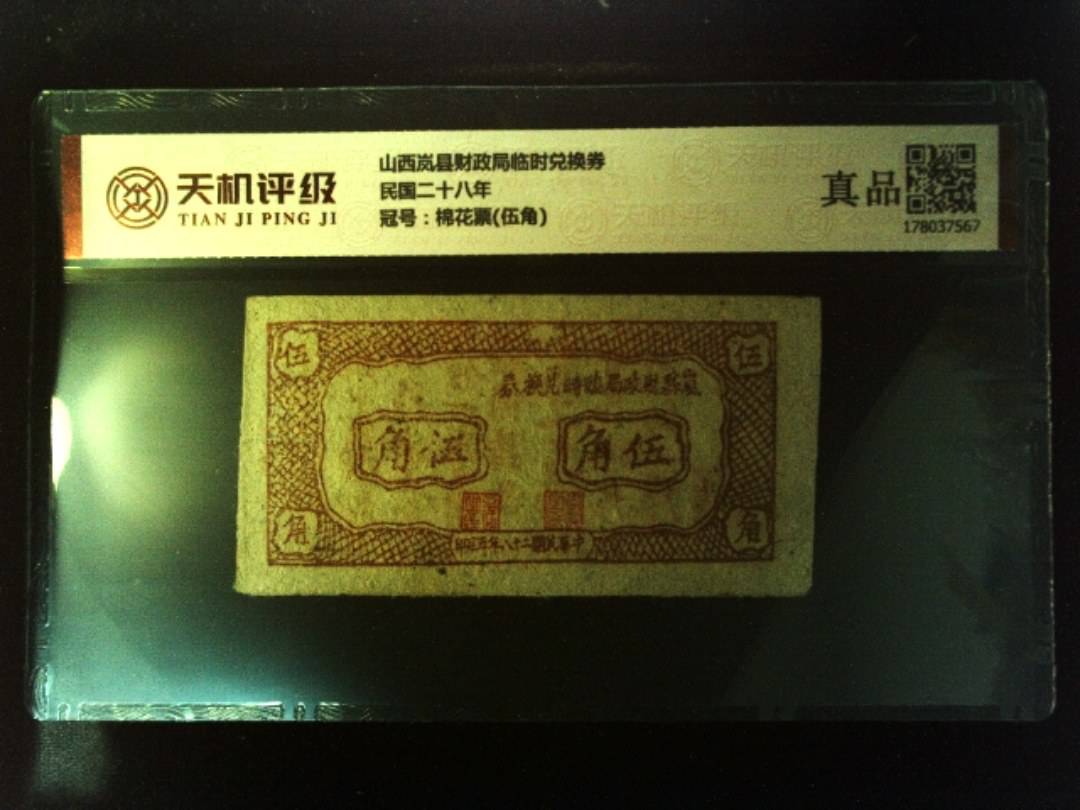 天机评级
TIAN JI PING JI
山西岚县财政局临时兑换券
民国二十八年
冠号：棉花票(伍角)
真品
178037567
伍 伍
券换兑時臨局政財縣嵐
角伍 角伍
角 角
印年八十二國民華中